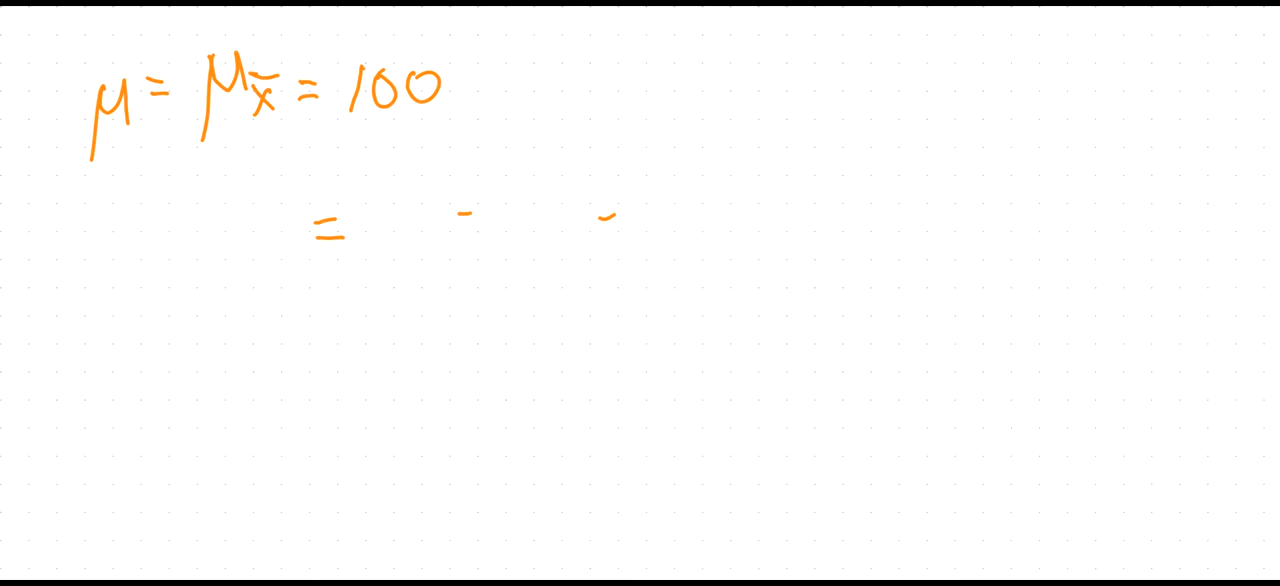 μ = μx̄ = 100
= - -